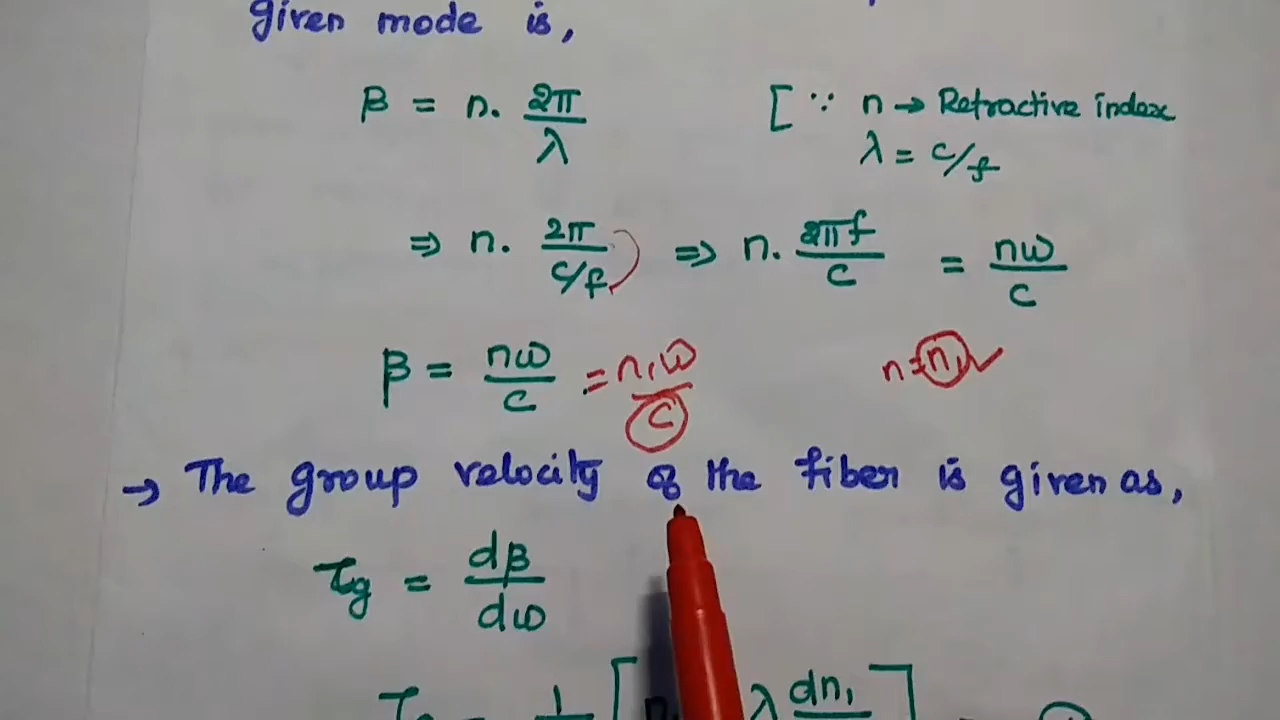 given mode is,
β = n. 2π/λ [∵ n → Refractive index
λ = c/f
⇒ n. 2π/c/f ⇒ n. 2πf/c = nω/c
β = nω/c = n₁ω/c n = n₁ ✓
→ The group velocity of the fiber is given as,
τg = dβ/dω
λ dn₁